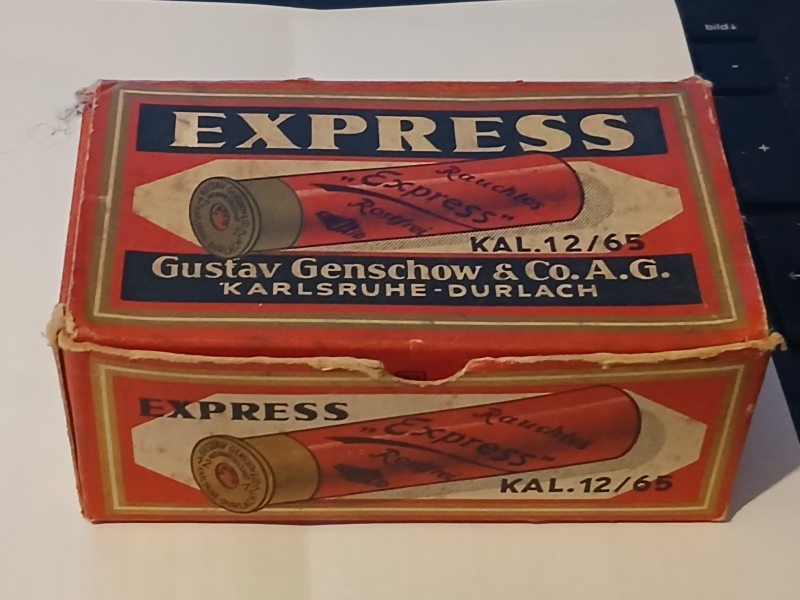 bild↓
EXPRESS
Rauchlos
„Express“
Rostfrei
KAL.12/65
Gustav Genschow & Co. A.G.
KARLSRUHE-DURLACH
EXPRESS
Rauchlos
„Express“
Rostfrei
KAL.12/65